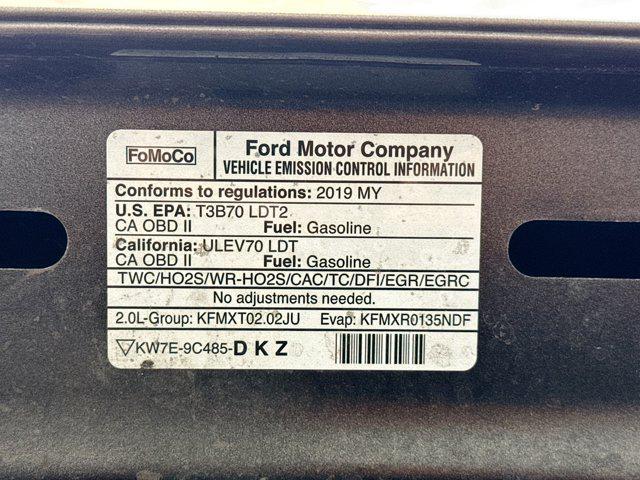 FoMoCo
Ford Motor Company
VEHICLE EMISSION CONTROL INFORMATION
Conforms to regulations: 2019 MY
U.S. EPA: T3B70 LDT2
CA OBD II Fuel: Gasoline
California: ULEV70 LDT
CA OBD II Fuel: Gasoline
TWC/HO2S/WR-HO2S/CAC/TC/DFI/EGR/EGRC
No adjustments needed.
2.0L-Group: KFMXT02.02JU Evap: KFMXR0135NDF
KW7E-9C485-D K Z